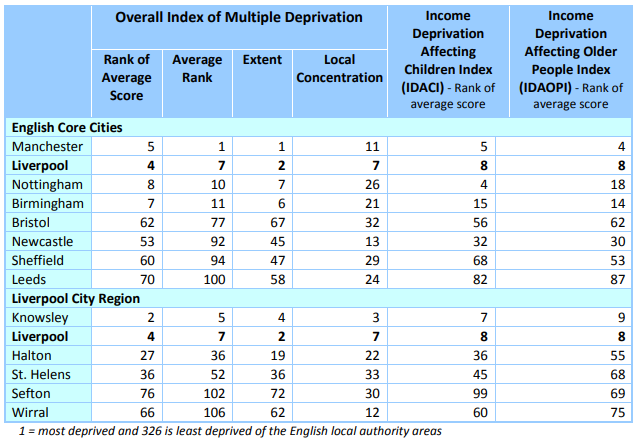 Overall Index of Multiple Deprivation
Income Deprivation Affecting Children Index (IDACI) - Rank of average score
Income Deprivation Affecting Older People Index (IDAOPI) - Rank of average score
Rank of Average Score
Average Rank
Extent
Local Concentration
English Core Cities
Manchester 5 1 1 11 5 4
Liverpool 4 7 2 7 8 8
Nottingham 8 10 7 26 4 18
Birmingham 7 11 6 21 15 14
Bristol 62 77 67 32 56 62
Newcastle 53 92 45 13 32 30
Sheffield 60 94 47 29 68 53
Leeds 70 100 58 24 82 87
Liverpool City Region
Knowsley 2 5 4 3 7 9
Liverpool 4 7 2 7 8 8
Halton 27 36 19 22 36 55
St. Helens 36 52 36 33 45 68
Sefton 76 102 72 30 99 69
Wirral 66 106 62 12 60 75
1 = most deprived and 326 is least deprived of the English local authority areas